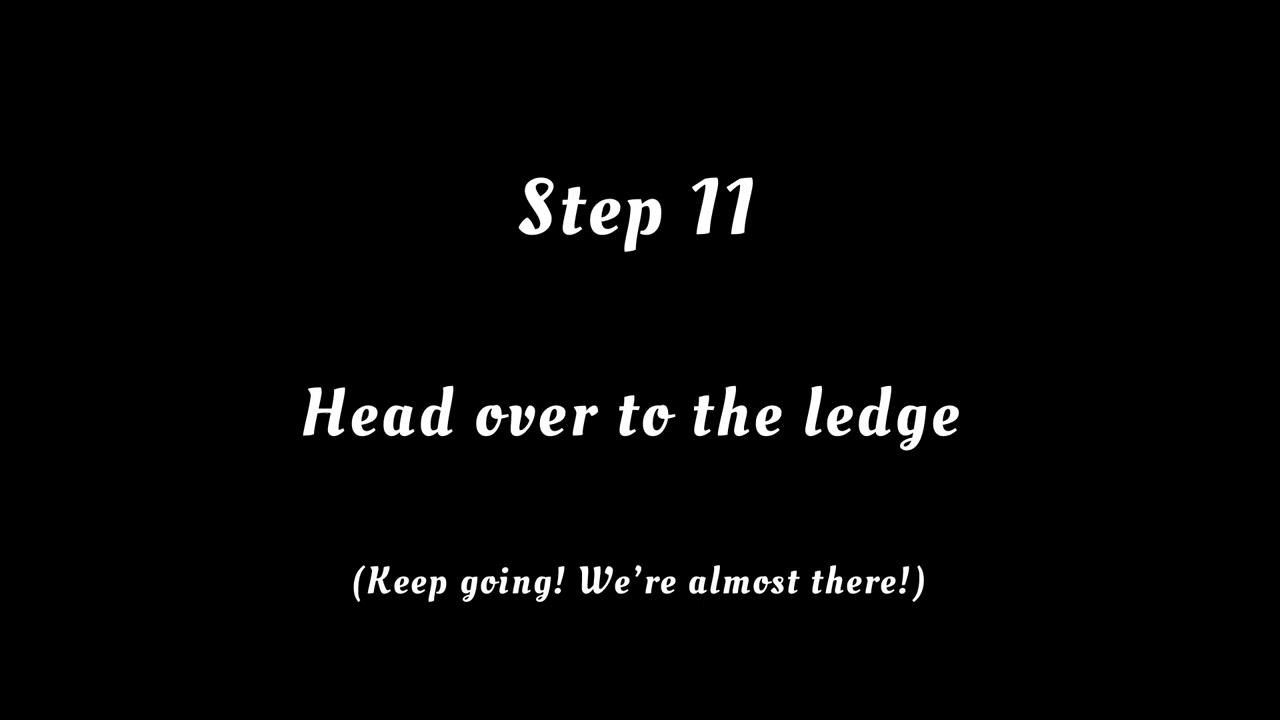 Step 11
Head over to the ledge
(Keep going! We’re almost there!)